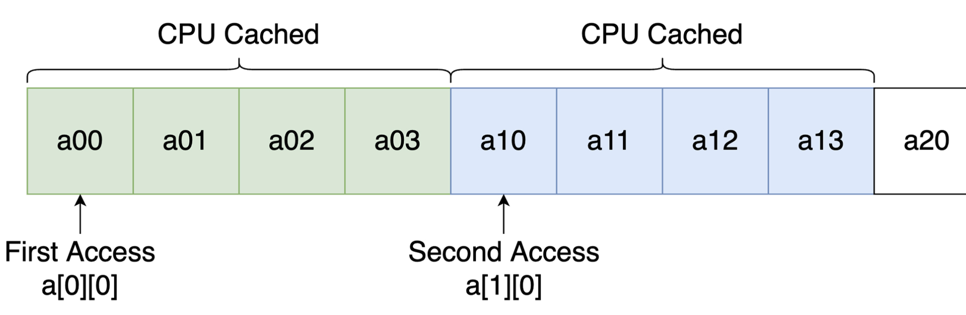 CPU Cached CPU Cached
a00 a01 a02 a03 a10 a11 a12 a13 a20
First Access Second Access
a[0][0] a[1][0]